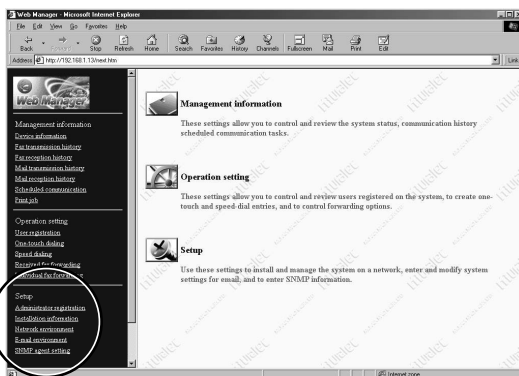 Web Manager - Microsoft Internet Explorer
File Edit View Go Favorites Help
Back Forward Stop Refresh Home Search Favorites History Channels Fullscreen Mail Print Edit
Address http://192.168.1.13/next.htm Link
Web Manager
Management information
Device information
Fax transmission history
Fax reception history
Mail transmission history
Mail reception history
Scheduled communication
Print job
Operation setting
User registration
One-touch dialing
Speed dialing
Received fax forwarding
Individual fax forwarding
Setup
Administrator registration
Installation information
Network environment
E-mail environment
SNMP agent setting
Management information
These settings allow you to control and review the system status, communication history
scheduled communication tasks.
Operation setting
These settings allow you to control and review users registered on the system, to create one-
touch and speed-dial entries, and to control forwarding options.
Setup
Use these settings to install and manage the system on a network, enter and modify system
settings for email, and to enter SNMP information.
Internet zone